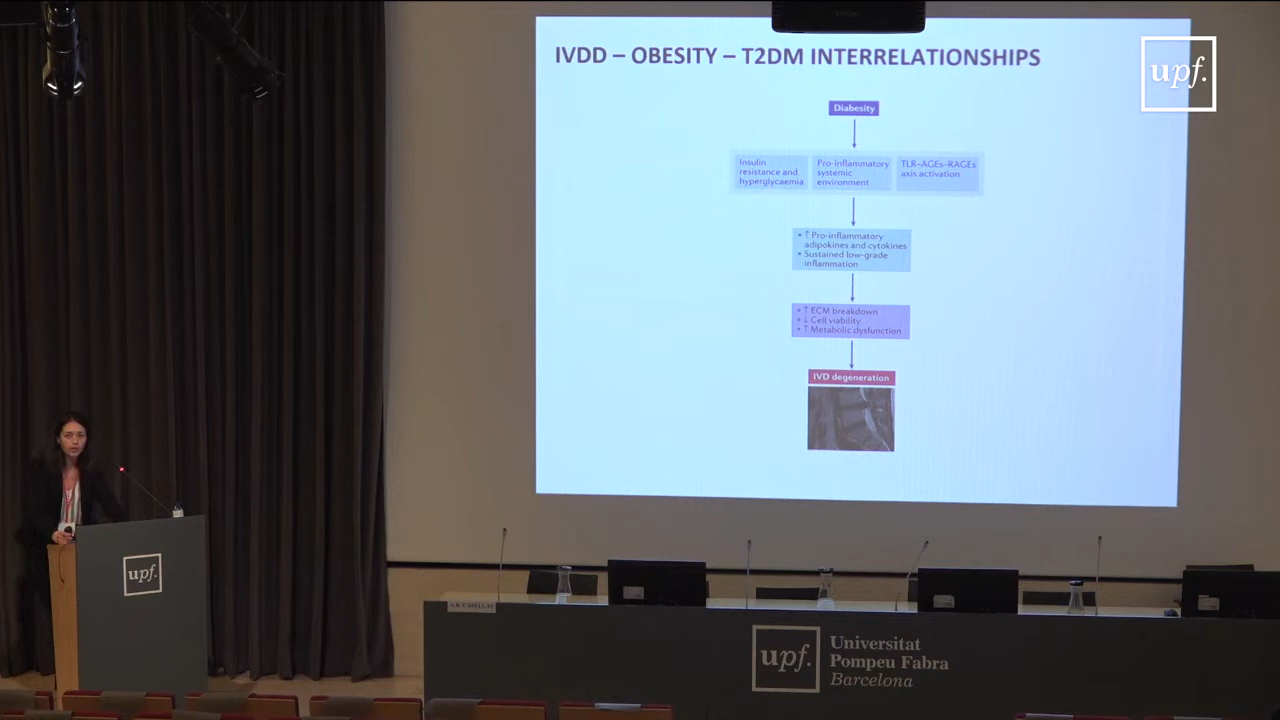 IVDD – OBESITY – T2DM INTERRELATIONSHIPS
upf.
Diabesity
Insulin
resistance and
hyperglycaemia
Pro-inflammatory
systemic
environment
TLR–AGEs–RAGEs
axis activation
• ↑ Pro-inflammatory
adipokines and cytokines
• Sustained low-grade
inflammation
• ↑ ECM breakdown
• ↓ Cell viability
• ↑ Metabolic dysfunction
IVD degeneration
upf.
upf.
Universitat
Pompeu Fabra
Barcelona